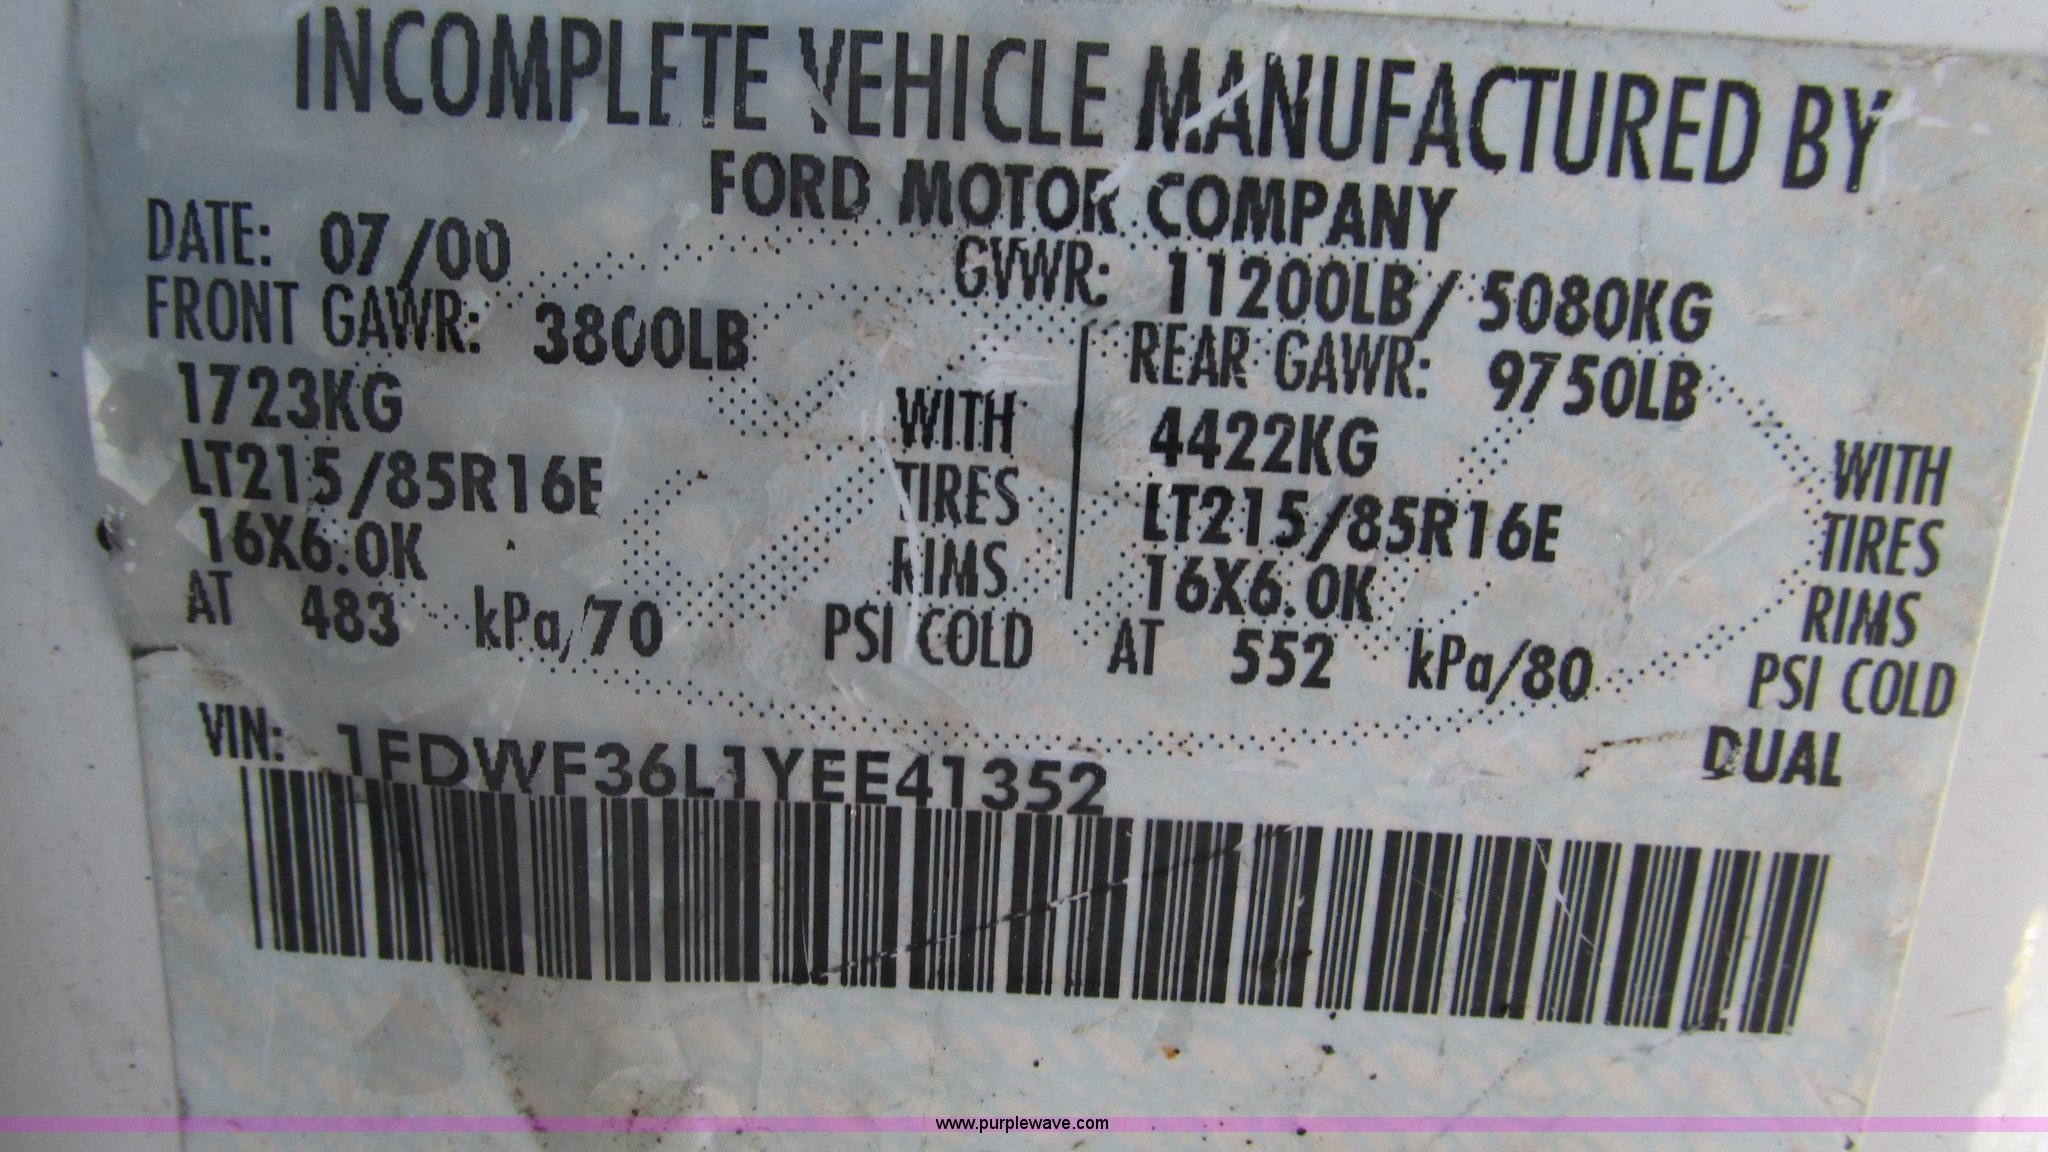 INCOMPLETE VEHICLE MANUFACTURED BY
FORD MOTOR COMPANY
DATE: 07/00
GVWR: 11200LB/ 5080KG
FRONT GAWR: 3800LB
1723KG WITH
LT215/85R16E TIRES
16X6.0K RIMS
AT 483 kPa/70 PSI COLD
REAR GAWR: 9750LB
4422KG WITH
LT215/85R16E TIRES
16X6.0K RIMS
AT 552 kPa/80 PSI COLD
DUAL
VIN: 1FDWF36L1YEE41352
www.purplewave.com